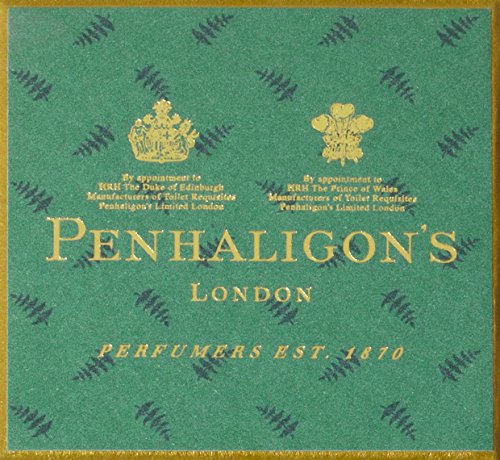 By appointment to
HRH The Duke of Edinburgh
Manufacturers of Toilet Requisites
Penhaligon's Limited London
By appointment to
HRH The Prince of Wales
Manufacturers of Toilet Requisites
Penhaligon's Limited London
PENHALIGON'S
LONDON
PERFUMERS EST. 1870